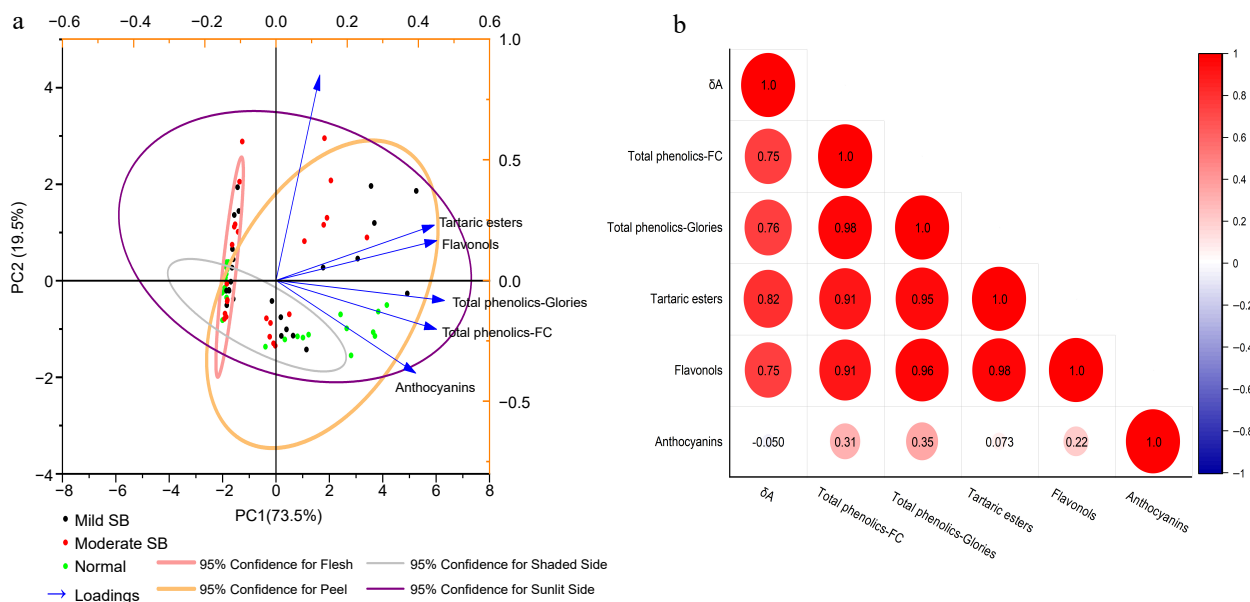 a
−0.6 −0.4 −0.2 0.0 0.2 0.4 0.6
1.0
0.5
0.0
−0.5
4
2
0
−2
−4
PC2 (19.5%)
Tartaric esters
Flavonols
Total phenolics-Glories
Total phenolics-FC
Anthocyanins
−8 −6 −4 −2 0 2 4 6 8
PC1(73.5%)
Mild SB
Moderate SB
Normal
Loadings
95% Confidence for Flesh
95% Confidence for Shaded Side
95% Confidence for Peel
95% Confidence for Sunlit Side
b
δA 1.0
Total phenolics-FC 0.75 1.0
Total phenolics-Glories 0.76 0.98 1.0
Tartaric esters 0.82 0.91 0.95 1.0
Flavonols 0.75 0.91 0.96 0.98 1.0
Anthocyanins -0.050 0.31 0.35 0.073 0.22 1.0
δA
Total phenolics-FC
Total phenolics-Glories
Tartaric esters
Flavonols
Anthocyanins
1
0.8
0.6
0.4
0.2
0
−0.2
−0.4
−0.6
−0.8
−1